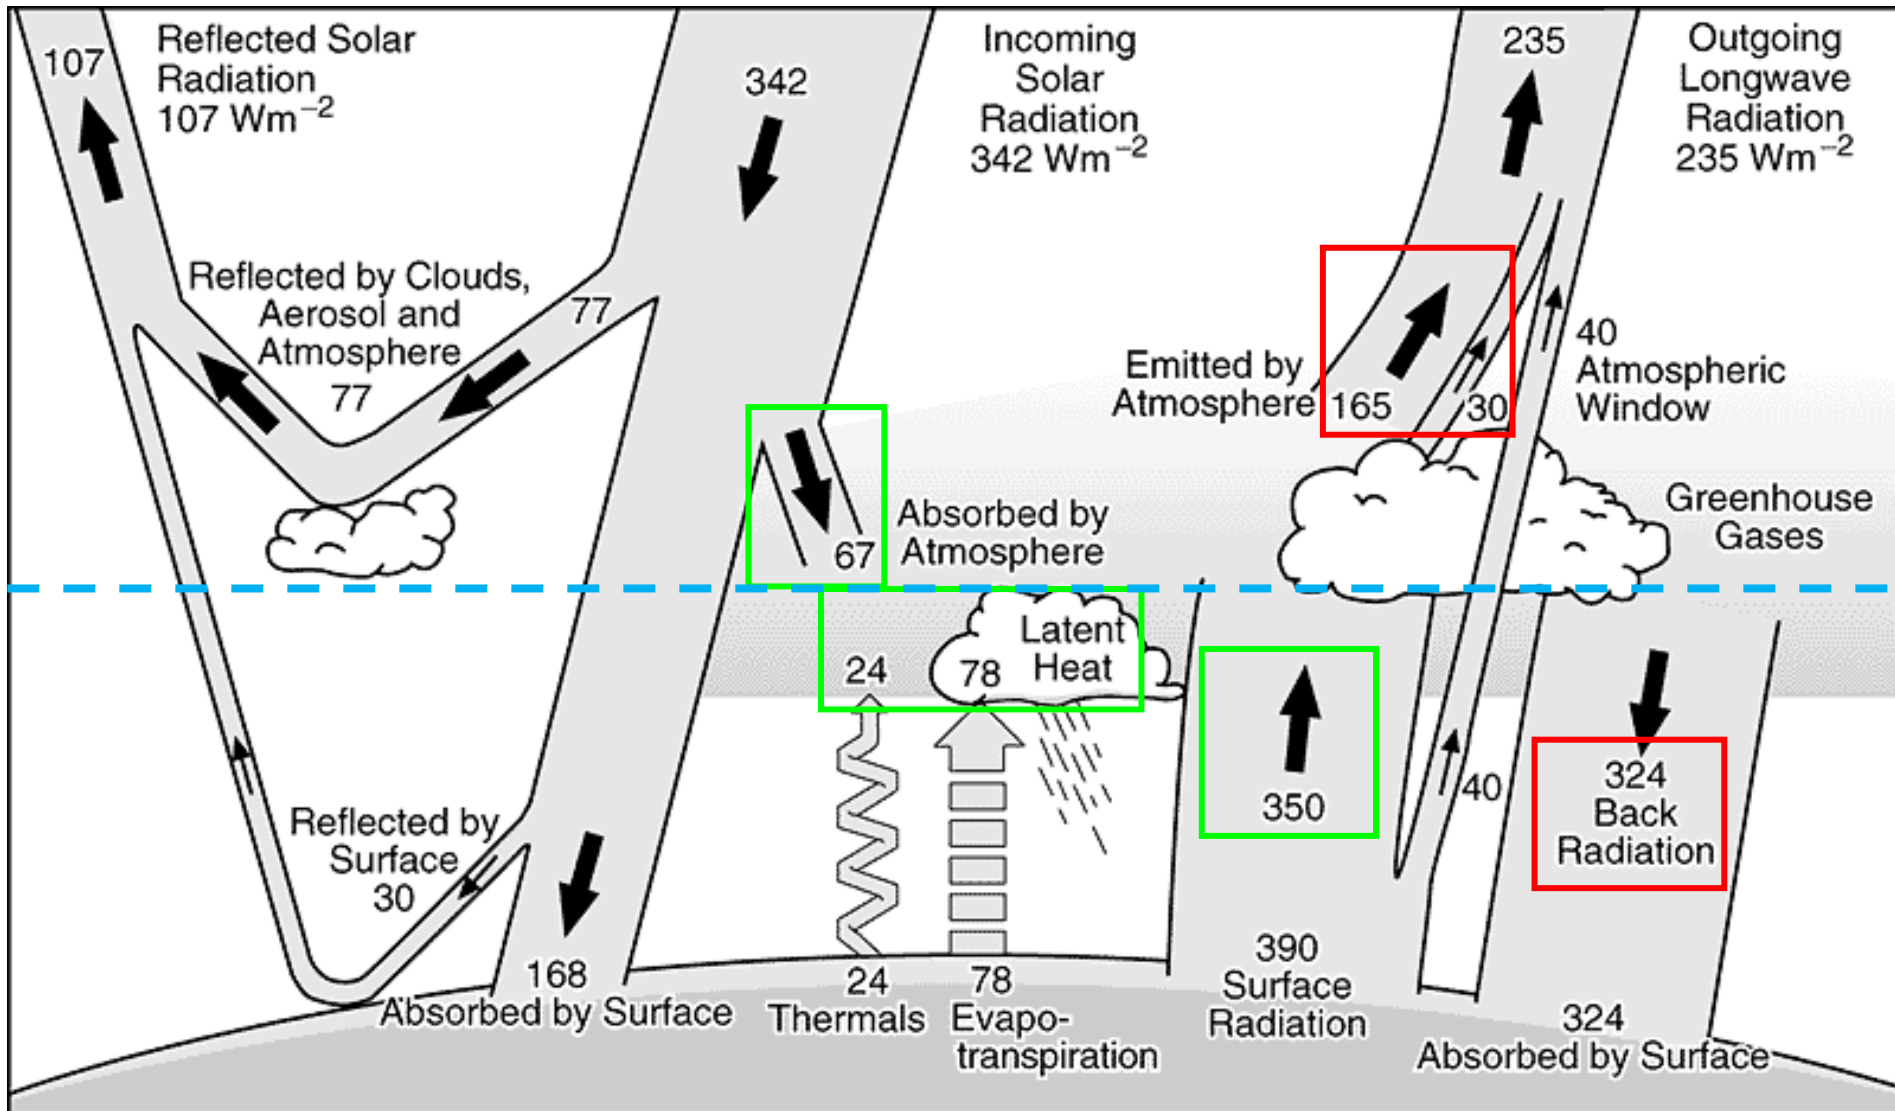 107
Reflected Solar
Radiation
107 Wm−2
342
Incoming
Solar
Radiation
342 Wm−2
235
Outgoing
Longwave
Radiation
235 Wm−2
Reflected by Clouds,
Aerosol and
Atmosphere
77
77
Emitted by
Atmosphere
165
30
40
Atmospheric
Window
67
Absorbed by
Atmosphere
Greenhouse
Gases
24
78
Latent
Heat
350
40
324
Back
Radiation
Reflected by
Surface
30
168
Absorbed by Surface
24
Thermals
78
Evapo-
transpiration
390
Surface
Radiation
324
Absorbed by Surface